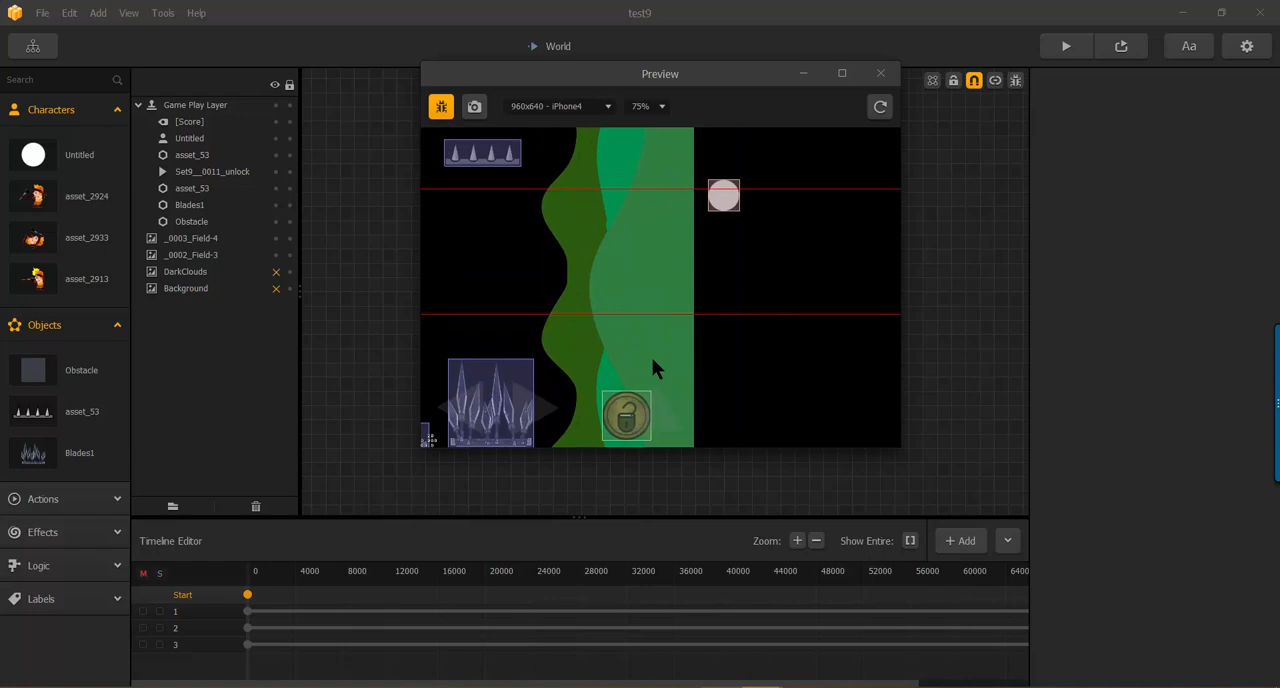 File Edit View Add Tools Help
test9
World
Aa
Search
Characters
Untitled
asset_2924
asset_2933
asset_2913
Objects
Obstacle
asset_53
Blades1
Actions
Effects
Logic
Labels
Game Play Layer
[Score]
Untitled
asset_53
Set9__0011_unlock
asset_53
Blades1
Obstacle
_0003_Field-4
_0002_Field-3
DarkClouds
Background
Preview
960x640 - iPhone4
75%
Timeline Editor
Zoom:
Show Entire:
+ Add
M S
0 4000 8000 12000 16000 20000 24000 28000 32000 36000 40000 44000 48000 52000 56000 60000 6400
Start
1
2
3